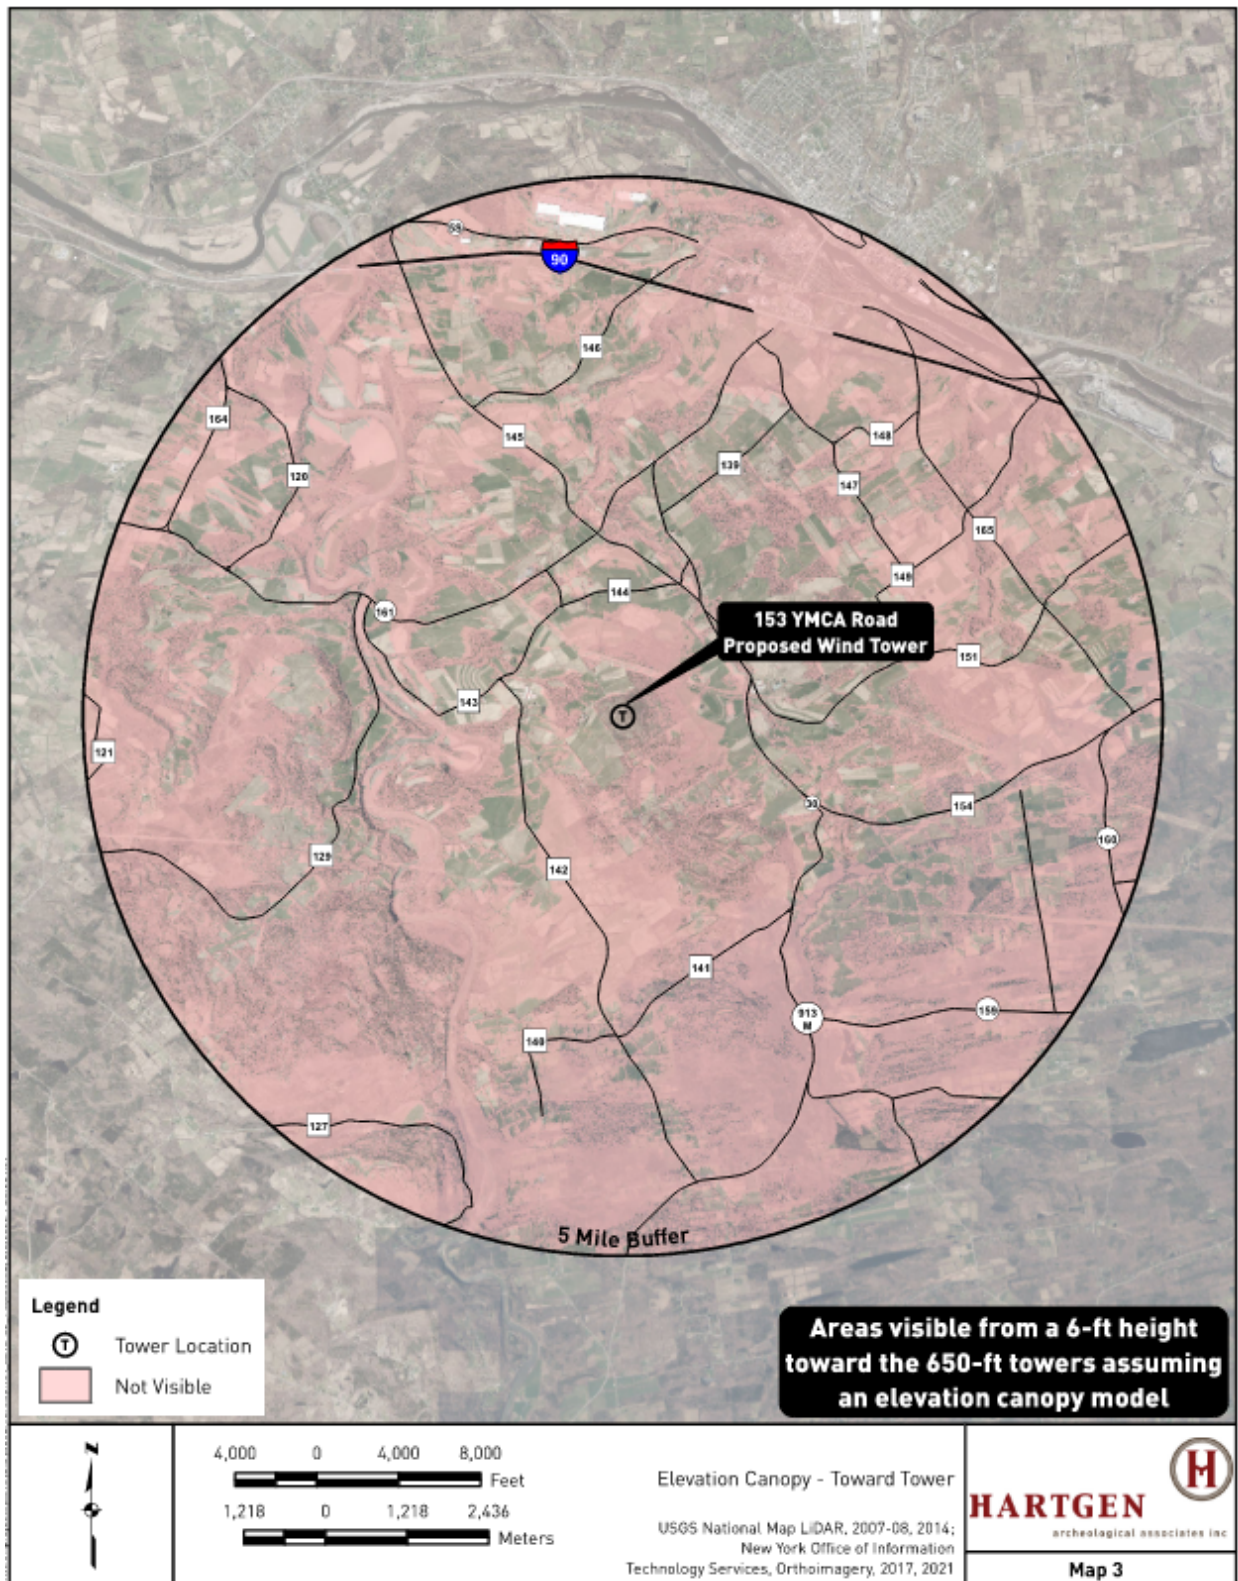 5S
90
146
164
145
148
120
139
147
165
149
144
161
153 YMCA Road
Proposed Wind Tower
151
143
T
121
30
154
160
129
142
141
913
M
159
140
127
5 Mile Buffer
Legend
T Tower Location
Not Visible
Areas visible from a 6-ft height
toward the 650-ft towers assuming
an elevation canopy model
N
4,000 0 4,000 8,000
Feet
1,218 0 1,218 2,436
Meters
Elevation Canopy - Toward Tower
USGS National Map LiDAR, 2007-08, 2014;
New York Office of Information
Technology Services, Orthoimagery, 2017, 2021
H
HARTGEN
archeological associates inc
Map 3